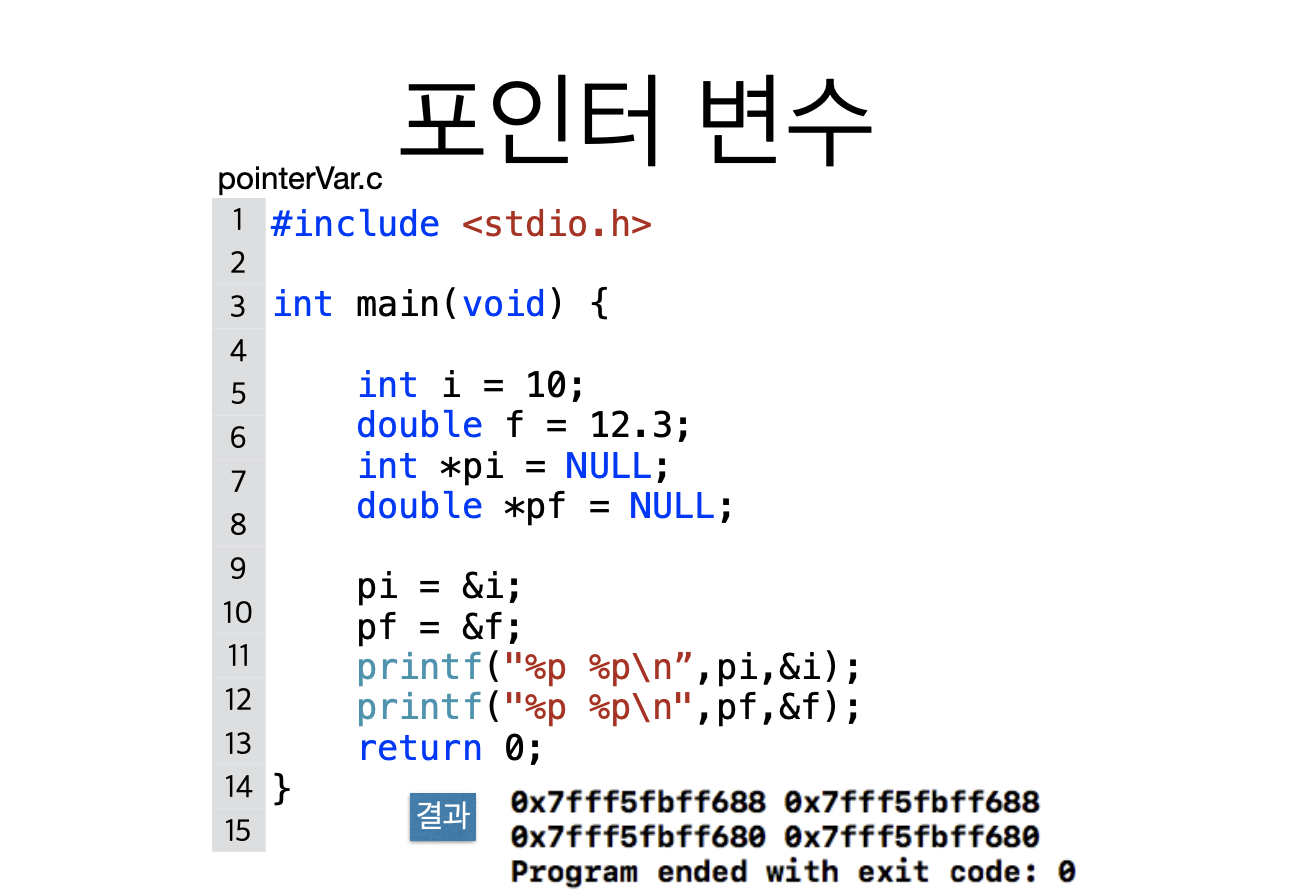 포인터 변수
pointerVar.c
1 #include <stdio.h>
2
3 int main(void) {
4
5 int i = 10;
6 double f = 12.3;
7 int *pi = NULL;
8 double *pf = NULL;
9 pi = &i;
10 pf = &f;
11 printf("%p %p\n”,pi,&i);
12 printf("%p %p\n",pf,&f);
13 return 0;
14 }
15
결과
0x7fff5fbff688 0x7fff5fbff688
0x7fff5fbff680 0x7fff5fbff680
Program ended with exit code: 0